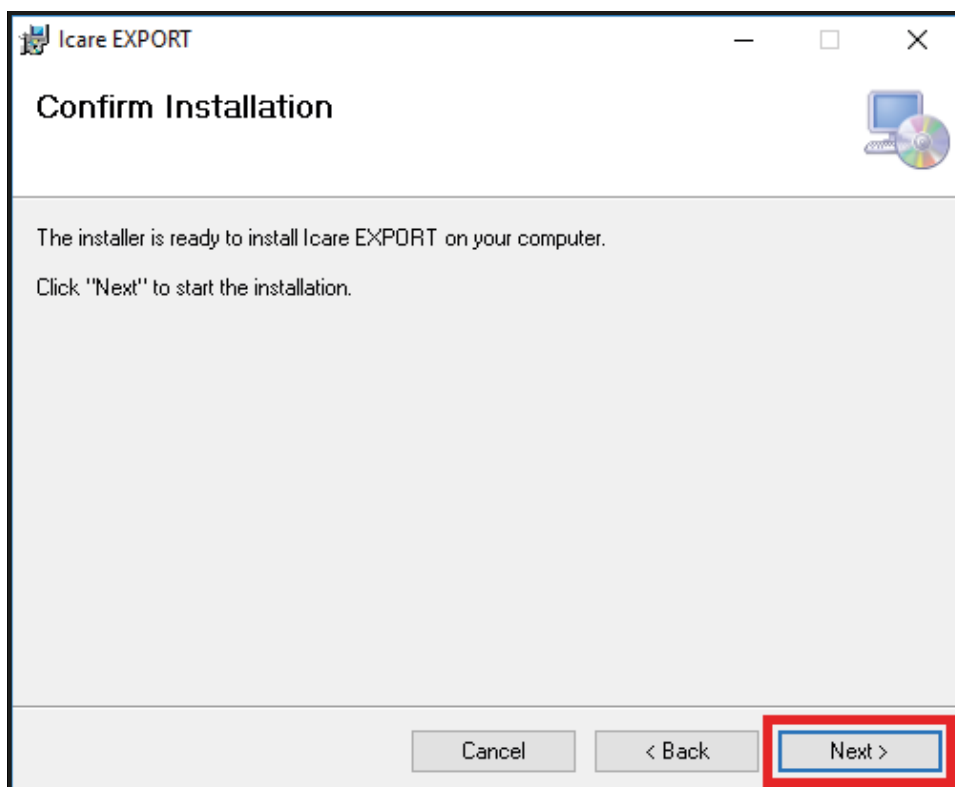 Icare EXPORT
Confirm Installation
The installer is ready to install Icare EXPORT on your computer.
Click "Next" to start the installation.
Cancel
< Back
Next >